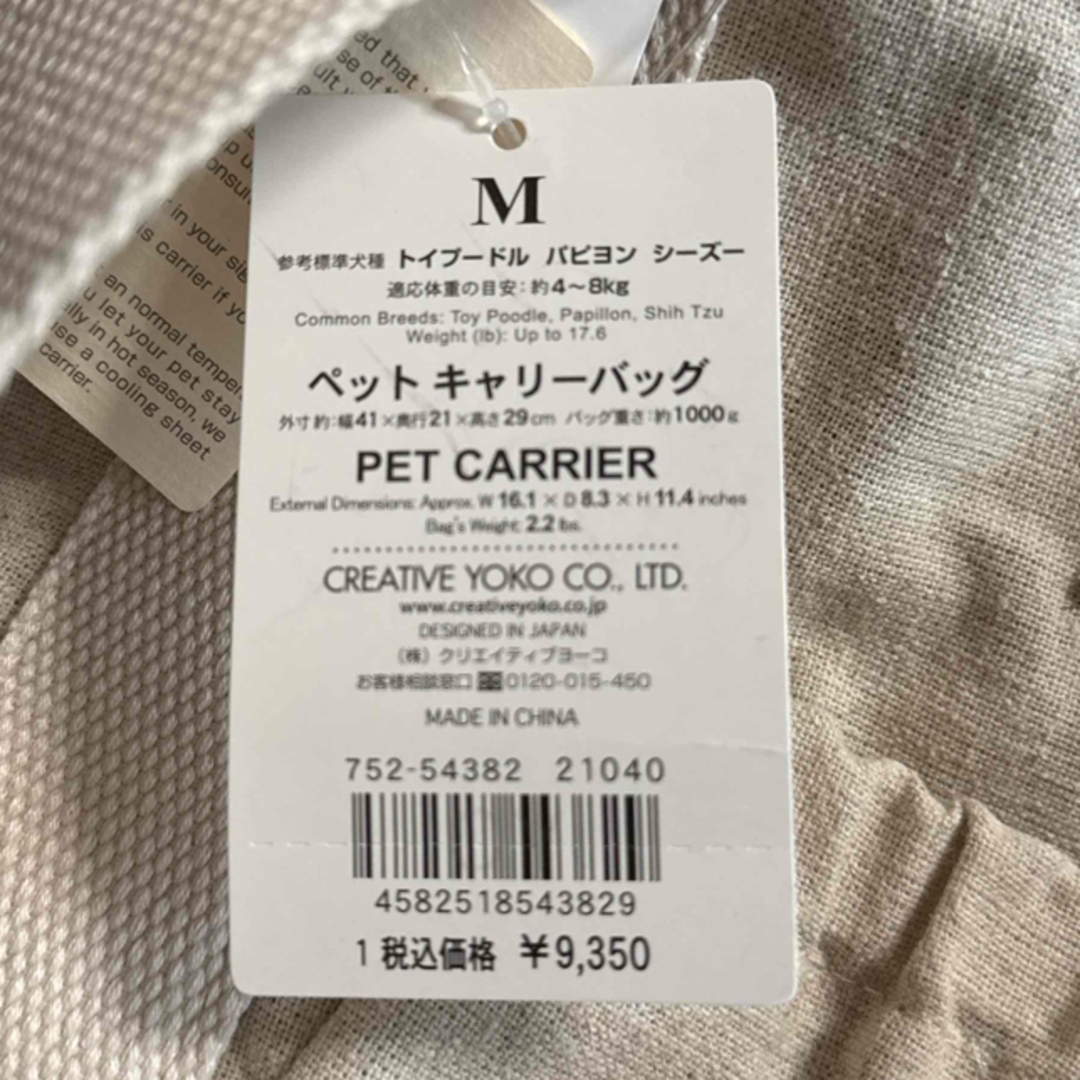 ed that
se of
ult
p u
onsum
in your
is carrier if yo
an normal temper
u let your pet stay
lly in hot season, we
se a cooling sheet
carrier.
M
参考標準犬種 トイプードル パピヨン シーズー
適応体重の目安:約4〜8kg
Common Breeds: Toy Poodle, Papillon, Shih Tzu
Weight (lb): Up to 17.6
ペット キャリーバッグ
外寸 約:幅41×奥行21×高さ29cm バッグ重さ:約1000g
PET CARRIER
External Dimensions: Approx. W 16.1 × D 8.3 × H 11.4 inches
Bag's Weight: 2.2 lbs.
CREATIVE YOKO CO., LTD.
www.creativeyoko.co.jp
DESIGNED IN JAPAN
(株)クリエイティブヨーコ
お客様相談窓口 0120-015-450
MADE IN CHINA
752-54382 21040
4582518543829
1 税込価格 ¥9,350